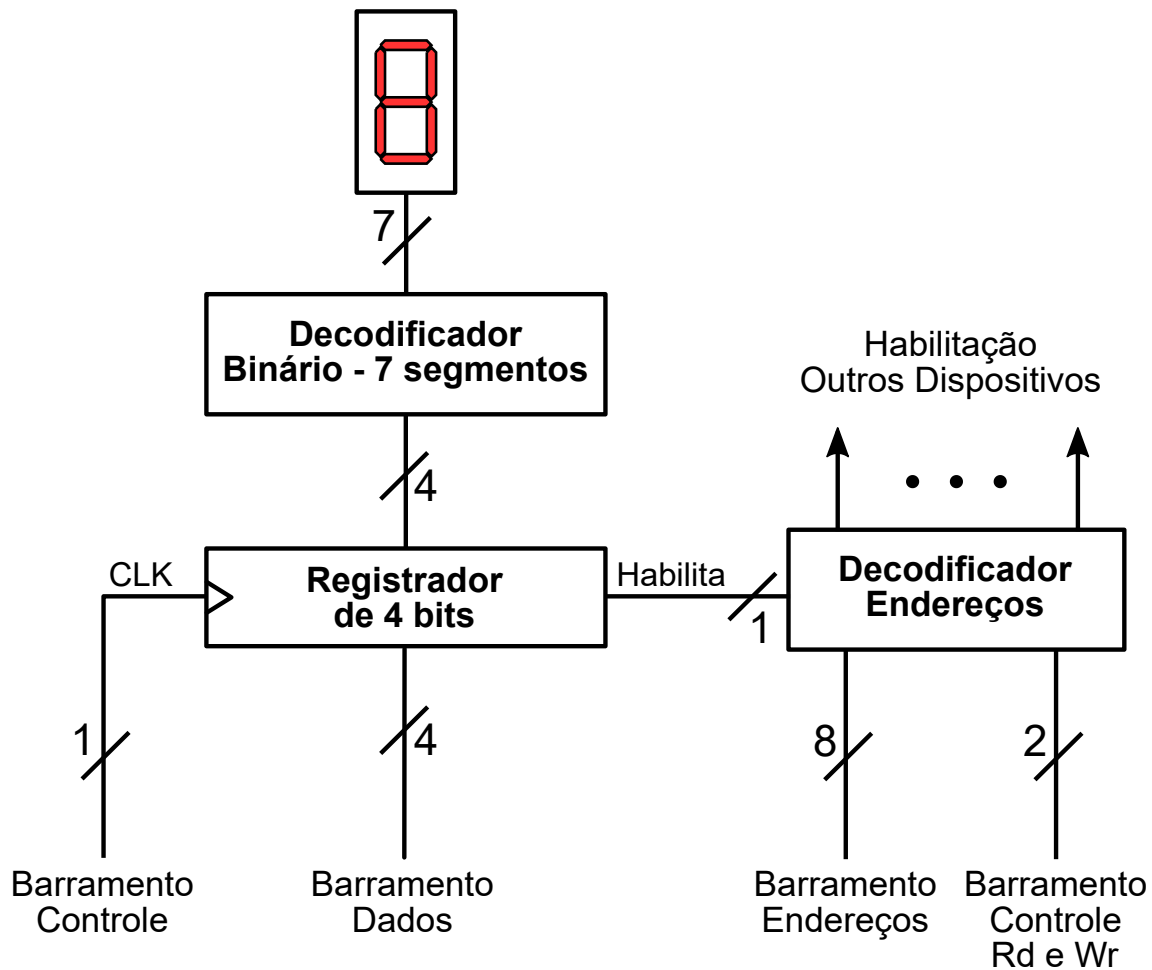 7
Decodificador
Binário - 7 segmentos
Habilitação
Outros Dispositivos
4
CLK
Registrador
de 4 bits
Habilita
1
Decodificador
Endereços
1
4
8
2
Barramento
Controle
Barramento
Dados
Barramento
Endereços
Barramento
Controle
Rd e Wr